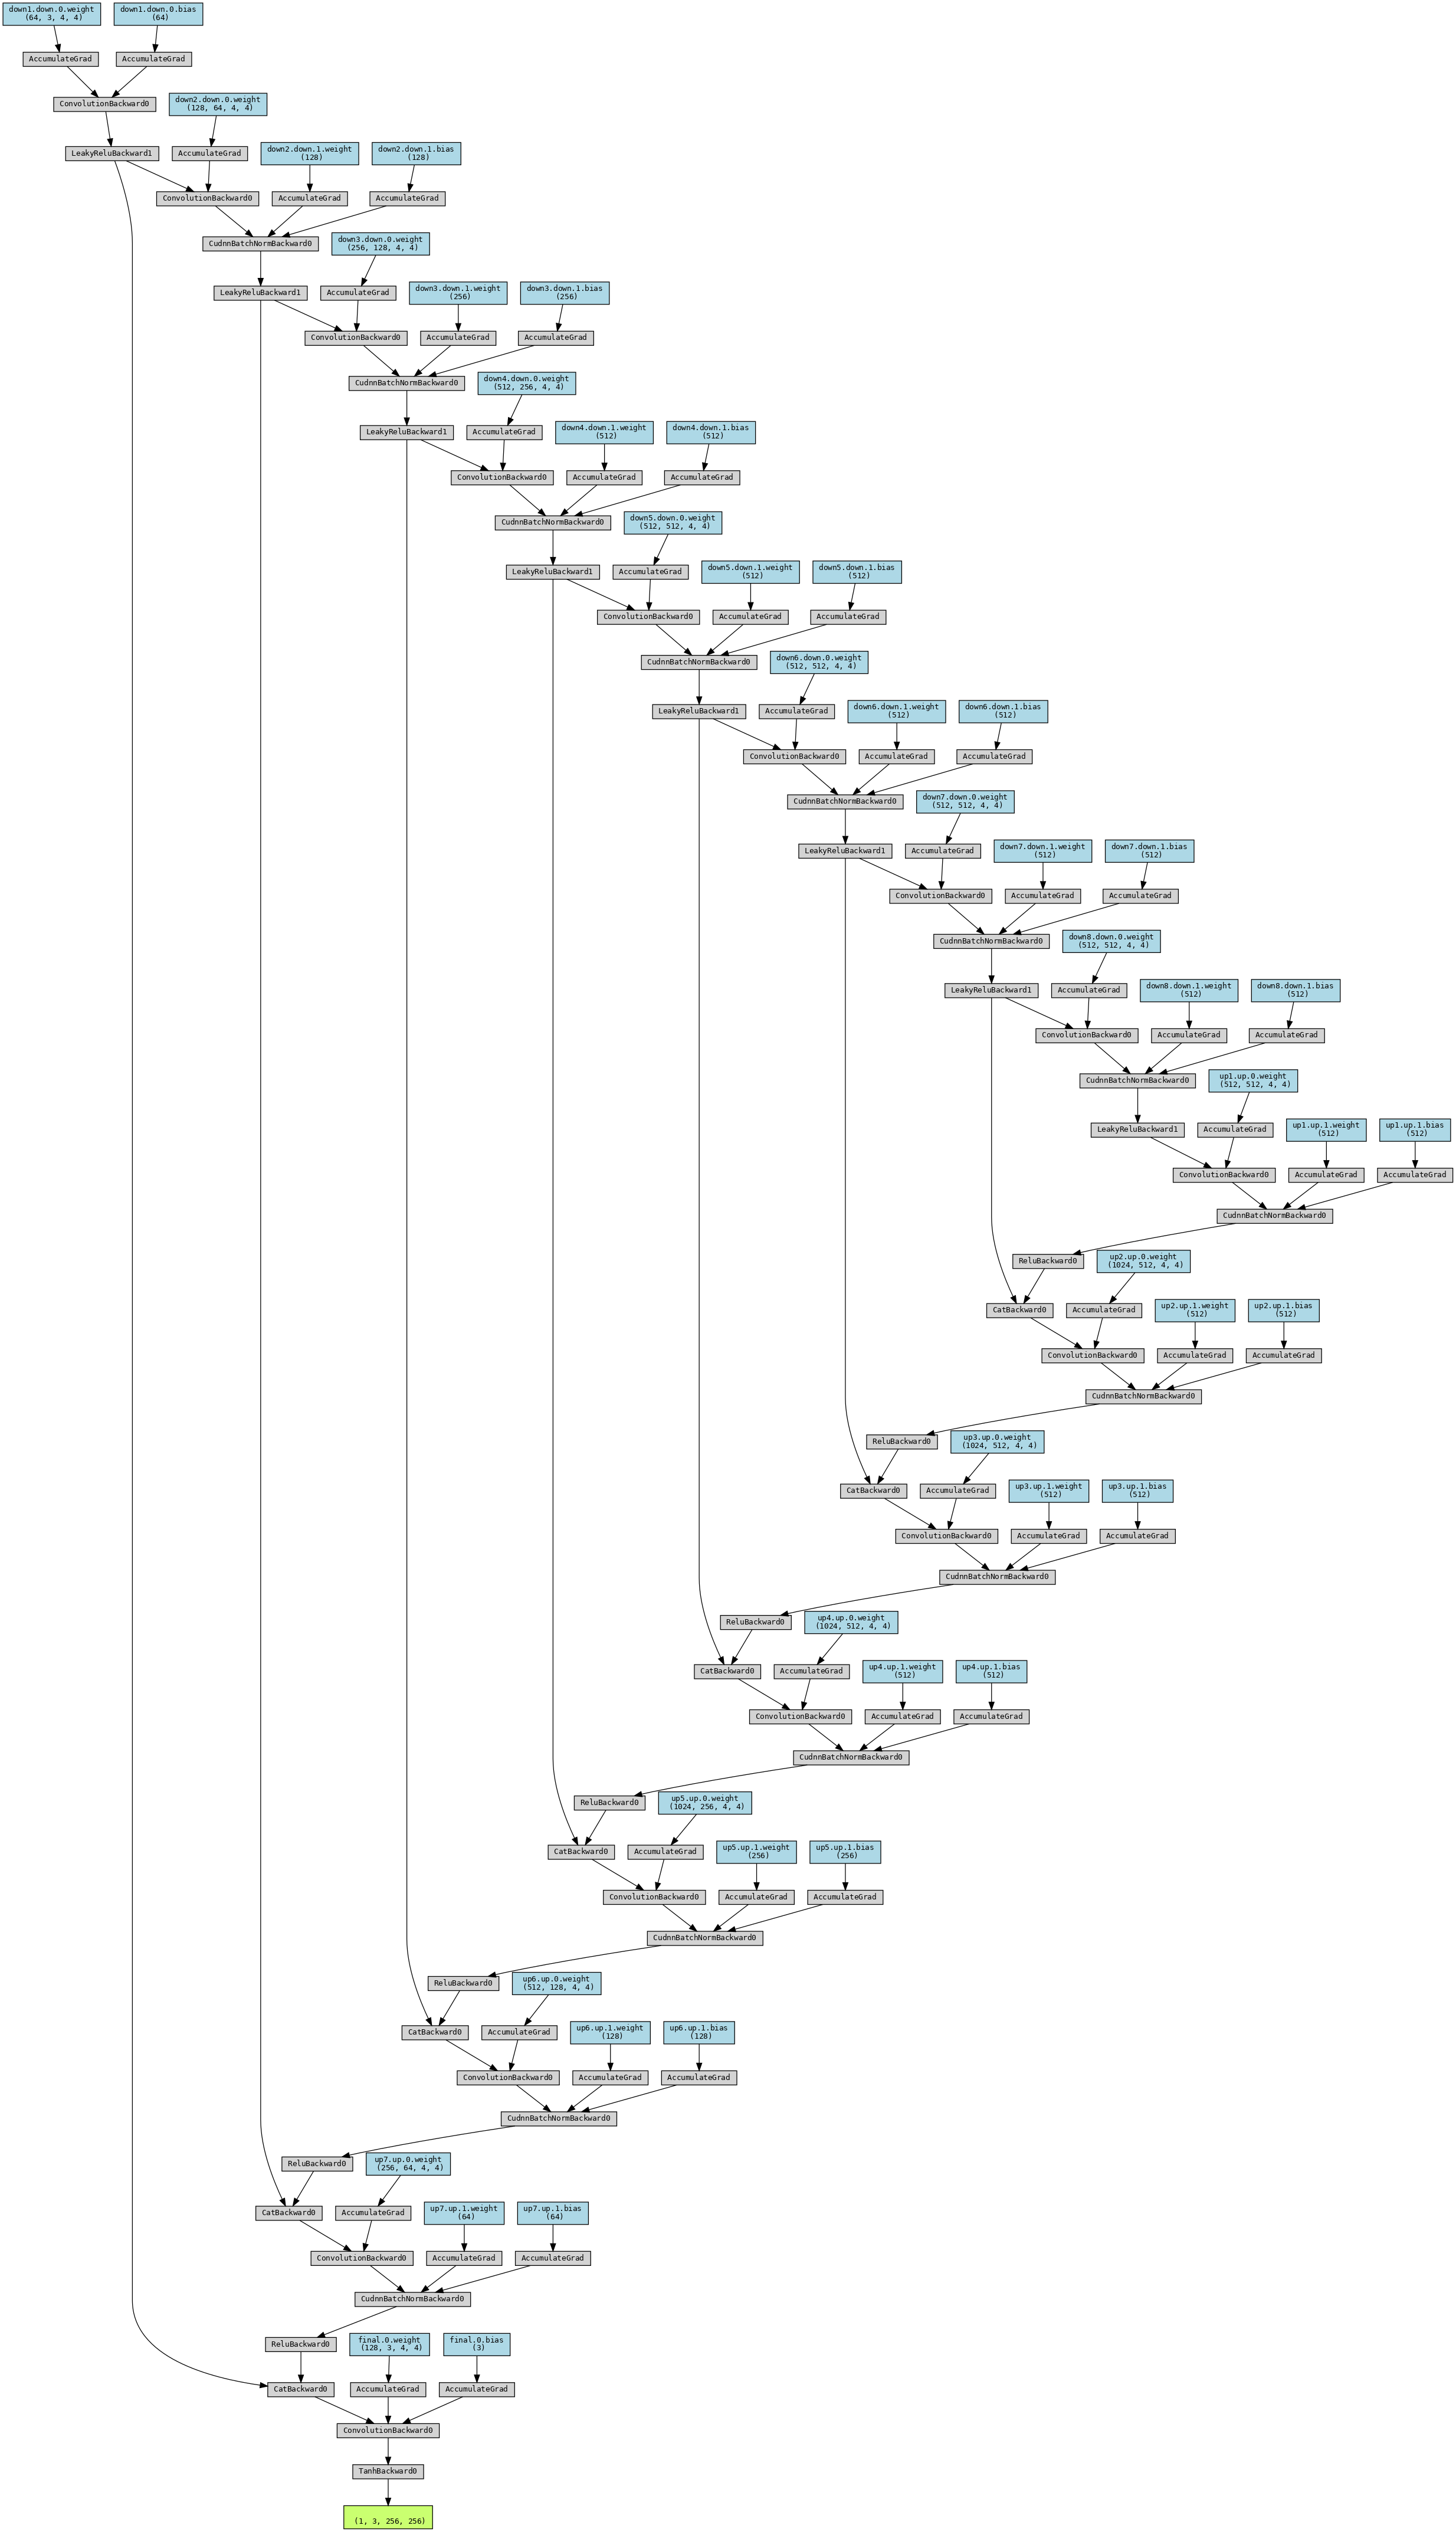 down1.down.0.weight
(64, 3, 4, 4)
down1.down.0.bias
(64)
AccumulateGrad
AccumulateGrad
ConvolutionBackward0
down2.down.0.weight
(128, 64, 4, 4)
LeakyReluBackward1
AccumulateGrad
down2.down.1.weight
(128)
down2.down.1.bias
(128)
ConvolutionBackward0
AccumulateGrad
AccumulateGrad
CudnnBatchNormBackward0
down3.down.0.weight
(256, 128, 4, 4)
LeakyReluBackward1
AccumulateGrad
down3.down.1.weight
(256)
down3.down.1.bias
(256)
ConvolutionBackward0
AccumulateGrad
AccumulateGrad
CudnnBatchNormBackward0
down4.down.0.weight
(512, 256, 4, 4)
LeakyReluBackward1
AccumulateGrad
down4.down.1.weight
(512)
down4.down.1.bias
(512)
ConvolutionBackward0
AccumulateGrad
AccumulateGrad
CudnnBatchNormBackward0
down5.down.0.weight
(512, 512, 4, 4)
LeakyReluBackward1
AccumulateGrad
down5.down.1.weight
(512)
down5.down.1.bias
(512)
ConvolutionBackward0
AccumulateGrad
AccumulateGrad
CudnnBatchNormBackward0
down6.down.0.weight
(512, 512, 4, 4)
LeakyReluBackward1
AccumulateGrad
down6.down.1.weight
(512)
down6.down.1.bias
(512)
ConvolutionBackward0
AccumulateGrad
AccumulateGrad
CudnnBatchNormBackward0
down7.down.0.weight
(512, 512, 4, 4)
LeakyReluBackward1
AccumulateGrad
down7.down.1.weight
(512)
down7.down.1.bias
(512)
ConvolutionBackward0
AccumulateGrad
AccumulateGrad
CudnnBatchNormBackward0
down8.down.0.weight
(512, 512, 4, 4)
LeakyReluBackward1
AccumulateGrad
down8.down.1.weight
(512)
down8.down.1.bias
(512)
ConvolutionBackward0
AccumulateGrad
AccumulateGrad
CudnnBatchNormBackward0
up1.up.0.weight
(512, 512, 4, 4)
LeakyReluBackward1
AccumulateGrad
up1.up.1.weight
(512)
up1.up.1.bias
(512)
ConvolutionBackward0
AccumulateGrad
AccumulateGrad
CudnnBatchNormBackward0
ReluBackward0
up2.up.0.weight
(1024, 512, 4, 4)
CatBackward0
AccumulateGrad
up2.up.1.weight
(512)
up2.up.1.bias
(512)
ConvolutionBackward0
AccumulateGrad
AccumulateGrad
CudnnBatchNormBackward0
ReluBackward0
up3.up.0.weight
(1024, 512, 4, 4)
CatBackward0
AccumulateGrad
up3.up.1.weight
(512)
up3.up.1.bias
(512)
ConvolutionBackward0
AccumulateGrad
AccumulateGrad
CudnnBatchNormBackward0
ReluBackward0
up4.up.0.weight
(1024, 512, 4, 4)
CatBackward0
AccumulateGrad
up4.up.1.weight
(512)
up4.up.1.bias
(512)
ConvolutionBackward0
AccumulateGrad
AccumulateGrad
CudnnBatchNormBackward0
ReluBackward0
up5.up.0.weight
(1024, 256, 4, 4)
CatBackward0
AccumulateGrad
up5.up.1.weight
(256)
up5.up.1.bias
(256)
ConvolutionBackward0
AccumulateGrad
AccumulateGrad
CudnnBatchNormBackward0
ReluBackward0
up6.up.0.weight
(512, 128, 4, 4)
CatBackward0
AccumulateGrad
up6.up.1.weight
(128)
up6.up.1.bias
(128)
ConvolutionBackward0
AccumulateGrad
AccumulateGrad
CudnnBatchNormBackward0
ReluBackward0
up7.up.0.weight
(256, 64, 4, 4)
CatBackward0
AccumulateGrad
up7.up.1.weight
(64)
up7.up.1.bias
(64)
ConvolutionBackward0
AccumulateGrad
AccumulateGrad
CudnnBatchNormBackward0
ReluBackward0
final.0.weight
(128, 3, 4, 4)
final.0.bias
(3)
CatBackward0
AccumulateGrad
AccumulateGrad
ConvolutionBackward0
TanhBackward0
(1, 3, 256, 256)